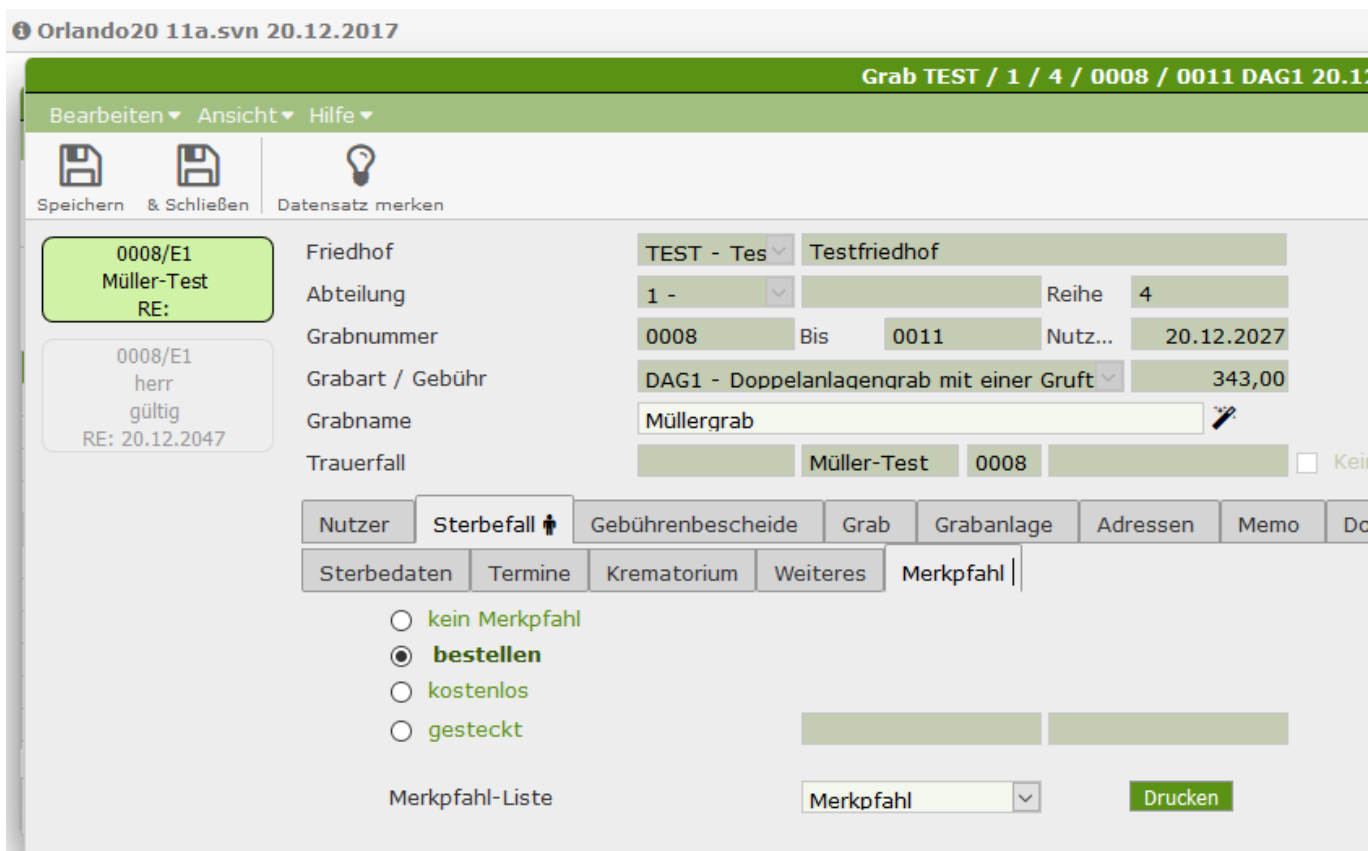 Orlando20 11a.svn 20.12.2017
Grab TEST / 1 / 4 / 0008 / 0011 DAG1 20.12
Bearbeiten Ansicht Hilfe
Speichern & Schließen Datensatz merken
0008/E1
Müller-Test
RE:
0008/E1
herr
gültig
RE: 20.12.2047
Friedhof TEST - Tes Testfriedhof
Abteilung 1 - Reihe 4
Grabnummer 0008 Bis 0011 Nutz... 20.12.2027
Grabart / Gebühr DAG1 - Doppelanlagengrab mit einer Gruft 343,00
Grabname Müllergrab
Trauerfall Müller-Test 0008 Kein
Nutzer Sterbefall Gebührenbescheide Grab Grabanlage Adressen Memo Do
Sterbedaten Termine Krematorium Weiteres Merkpfahl
kein Merkpfahl
bestellen
kostenlos
gesteckt
Merkpfahl-Liste Merkpfahl Drucken